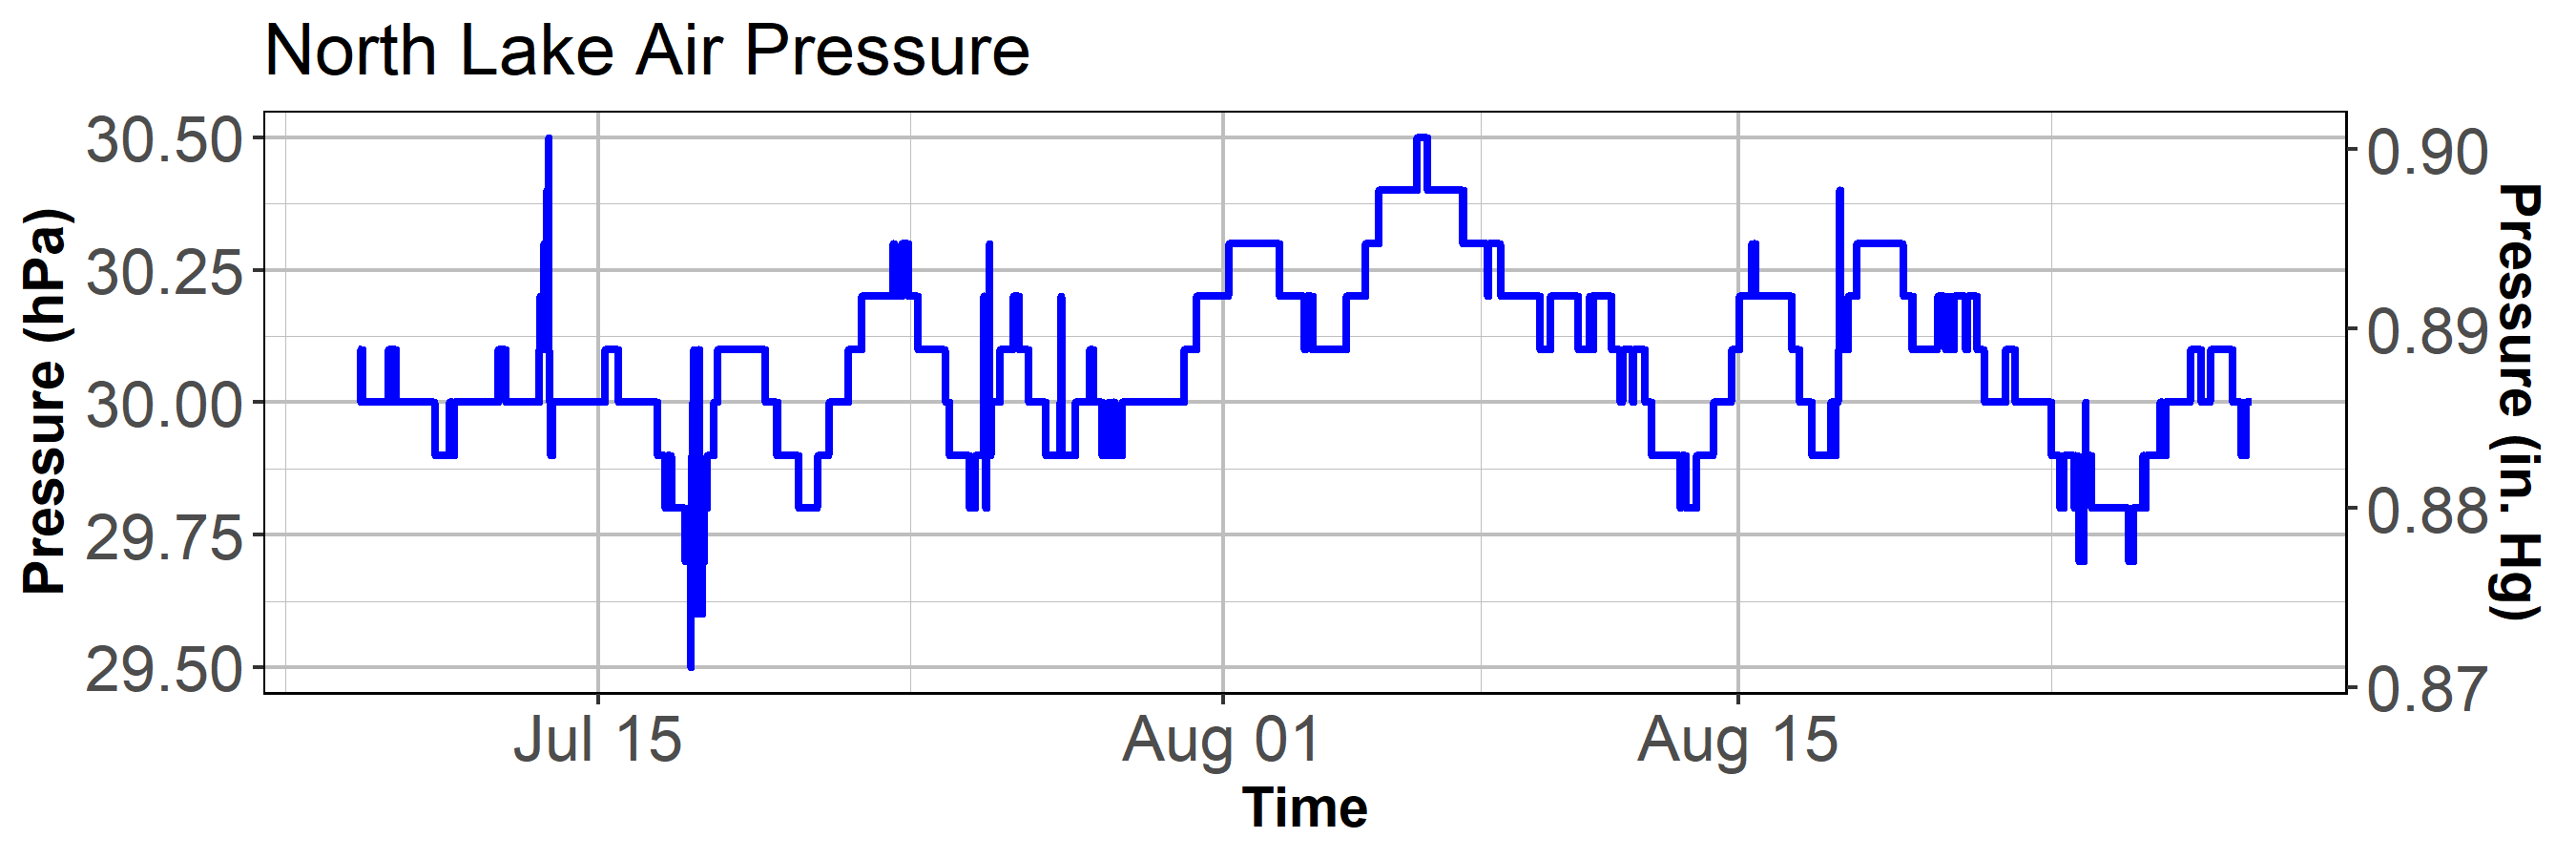 North Lake Air Pressure
Pressure (hPa)
30.50
30.25
30.00
29.75
29.50
0.90
0.89
0.88
0.87
Pressure (in. Hg)
Jul 15
Aug 01
Aug 15
Time